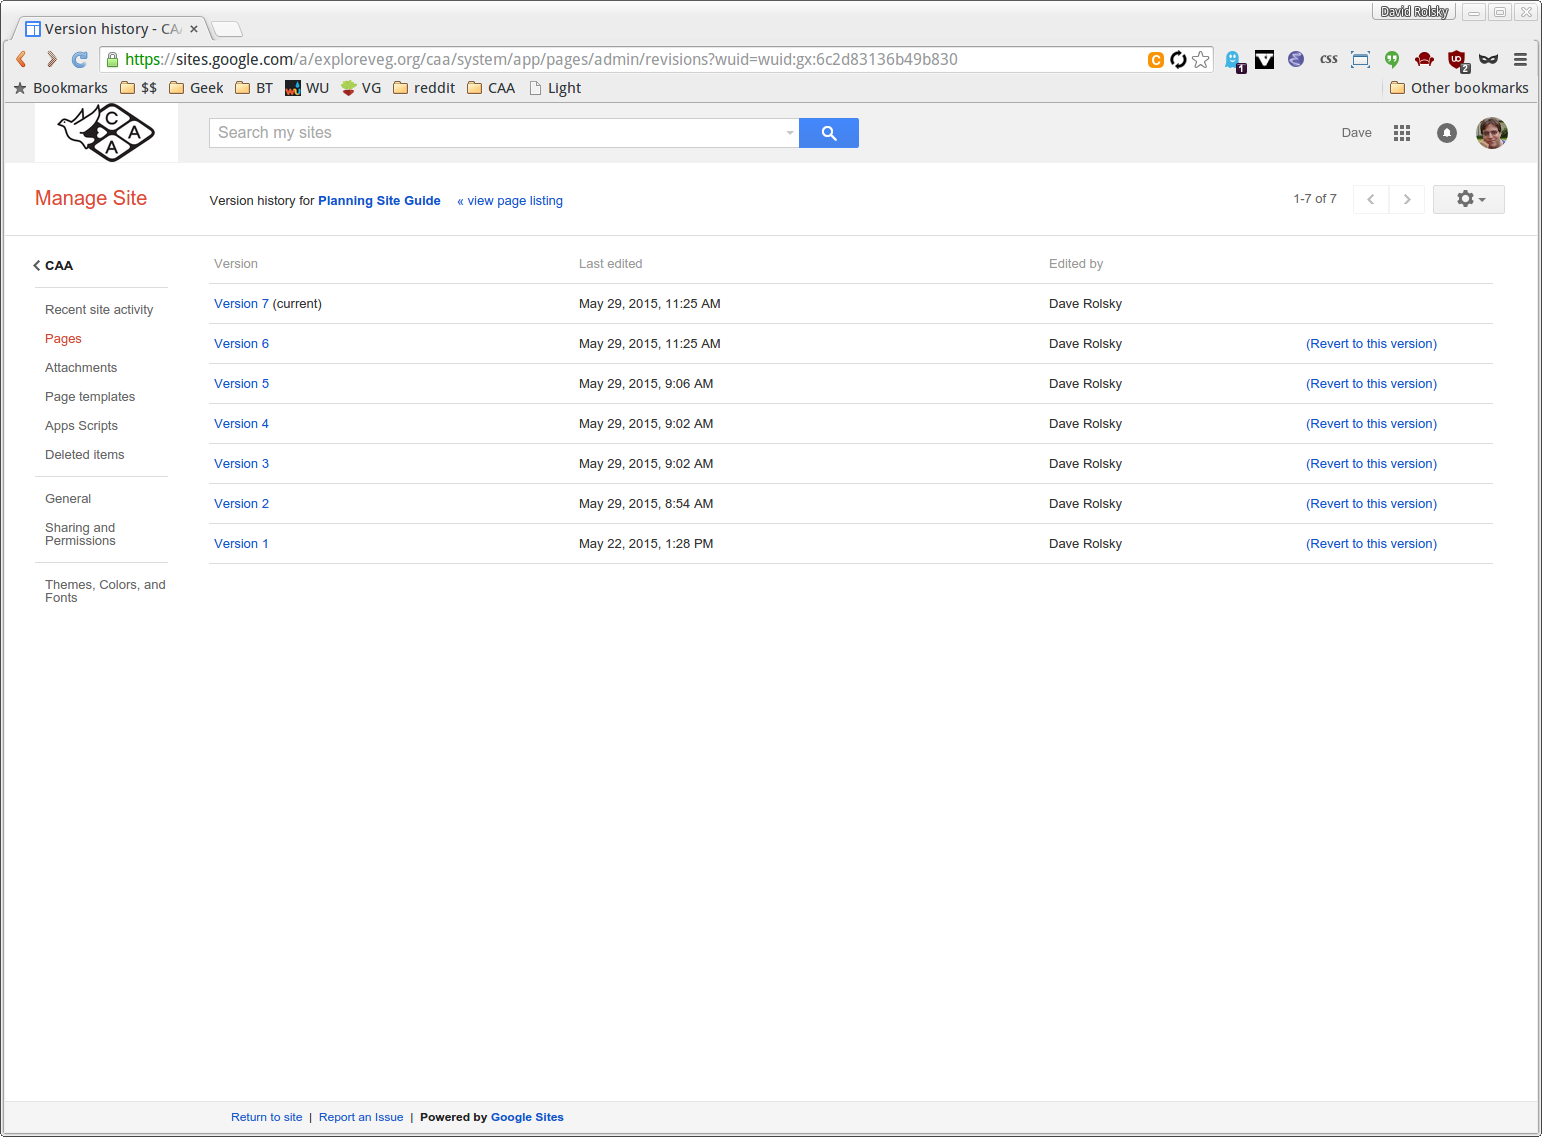 David Rolsky
Version history - CA
https://sites.google.com/a/exploreveg.org/caa/system/app/pages/admin/revisions?wuid=wuid:gx:6c2d83136b49b830
C
1
css
UO
2
Bookmarks $$ Geek BT WU VG reddit CAA Light Other bookmarks
C
A
A
Search my sites
Dave
Manage Site
Version history for Planning Site Guide « view page listing
1-7 of 7
CAA
Recent site activity
Pages
Attachments
Page templates
Apps Scripts
Deleted items
General
Sharing and
Permissions
Themes, Colors, and
Fonts
Version Last edited Edited by
Version 7 (current) May 29, 2015, 11:25 AM Dave Rolsky
Version 6 May 29, 2015, 11:25 AM Dave Rolsky (Revert to this version)
Version 5 May 29, 2015, 9:06 AM Dave Rolsky (Revert to this version)
Version 4 May 29, 2015, 9:02 AM Dave Rolsky (Revert to this version)
Version 3 May 29, 2015, 9:02 AM Dave Rolsky (Revert to this version)
Version 2 May 29, 2015, 8:54 AM Dave Rolsky (Revert to this version)
Version 1 May 22, 2015, 1:28 PM Dave Rolsky (Revert to this version)
Return to site | Report an Issue | Powered by Google Sites